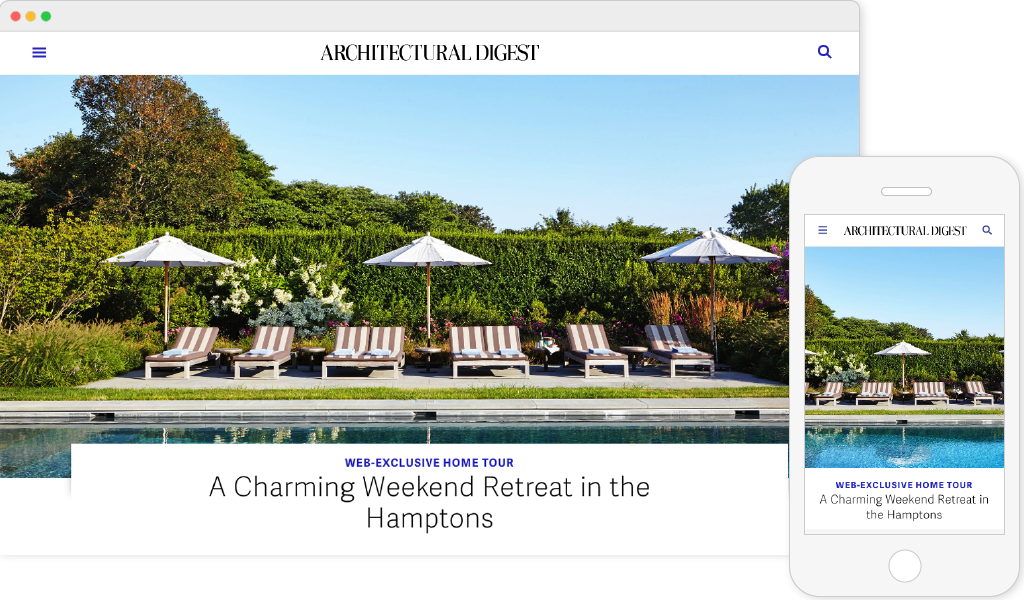 ARCHITECTURAL DIGEST
WEB-EXCLUSIVE HOME TOUR
A Charming Weekend Retreat in the
Hamptons
ARCHITECTURAL DIGEST
WEB-EXCLUSIVE HOME TOUR
A Charming Weekend Retreat in
the Hamptons